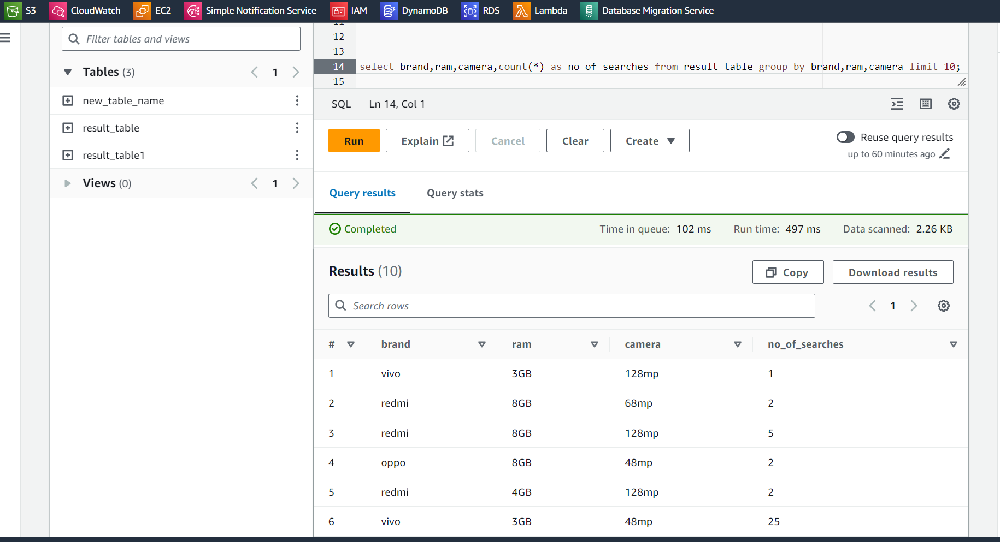 S3 CloudWatch EC2 Simple Notification Service IAM DynamoDB RDS Lambda Database Migration Service
Filter tables and views
Tables (3) 1
new_table_name
result_table
result_table1
Views (0) 1
11
12
13
14 select brand,ram,camera,count(*) as no_of_searches from result_table group by brand,ram,camera limit 10;
15
SQL Ln 14, Col 1
Run Explain Cancel Clear Create
Reuse query results
up to 60 minutes ago
Query results Query stats
Completed Time in queue: 102 ms Run time: 497 ms Data scanned: 2.26 KB
Results (10) Copy Download results
Search rows 1
# brand ram camera no_of_searches
1 vivo 3GB 128mp 1
2 redmi 8GB 68mp 2
3 redmi 8GB 128mp 5
4 oppo 8GB 48mp 2
5 redmi 4GB 128mp 2
6 vivo 3GB 48mp 25